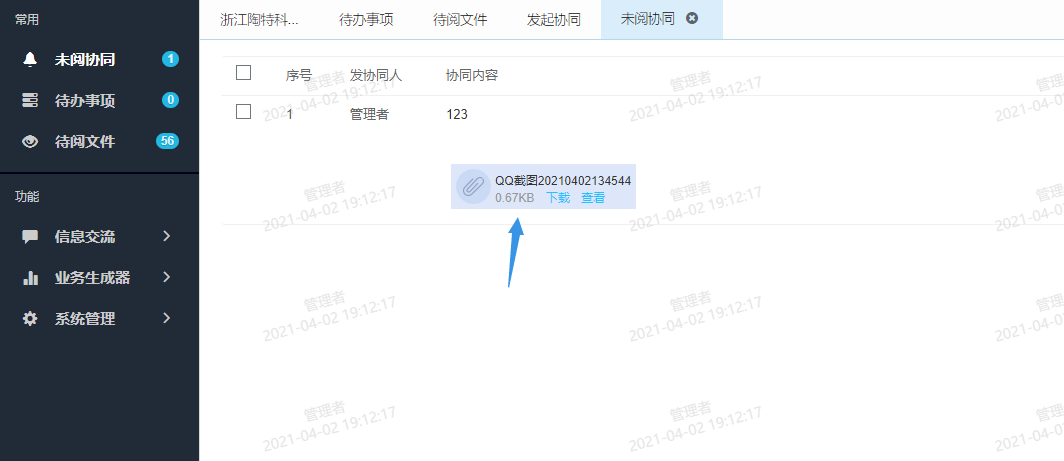 常用
未阅协同 1
待办事项 0
待阅文件 56
功能
信息交流
业务生成器
系统管理
浙江陶特科... 待办事项 待阅文件 发起协同 未阅协同
序号 发协同人 协同内容
1 管理者 123
QQ截图20210402134544
0.67KB 下载 查看
管理者
2021-04-02 19:12:17
管理者
2021-04-02 19:12:17
管理者
2021-04-02
管理者
2021-04-02 19:12:17
管理者
2021-04-02 19:12:17
管理者
2021-04-02
管理者
2021-04-02 19:12:17
管理者
2021-04-02 19:12:17
管理者
2021-04-02
管理者
2021-04-02 19:12:17
管理者
2021-04-02 19:12:17
管理者
2021-04-02